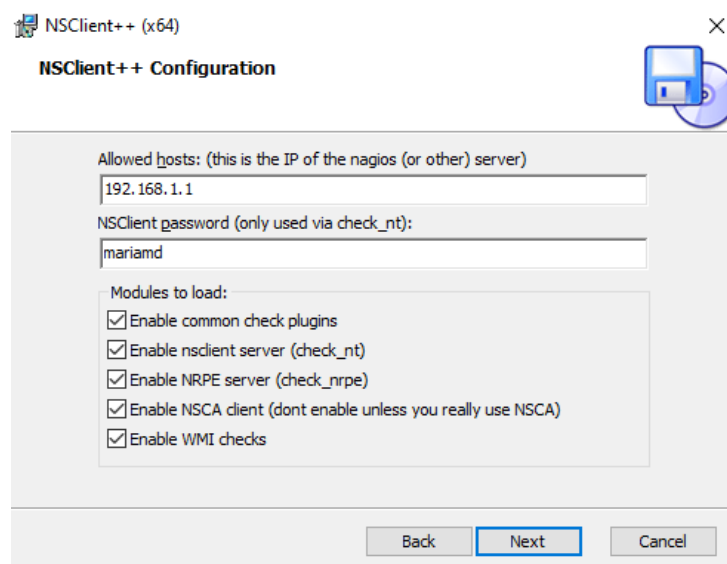 NSClient++ (x64)
NSClient++ Configuration
Allowed hosts: (this is the IP of the nagios (or other) server)
192.168.1.1
NSClient password (only used via check_nt):
mariamd
Modules to load:
Enable common check plugins
Enable nsclient server (check_nt)
Enable NRPE server (check_nrpe)
Enable NSCA client (dont enable unless you really use NSCA)
Enable WMI checks
Back Next Cancel